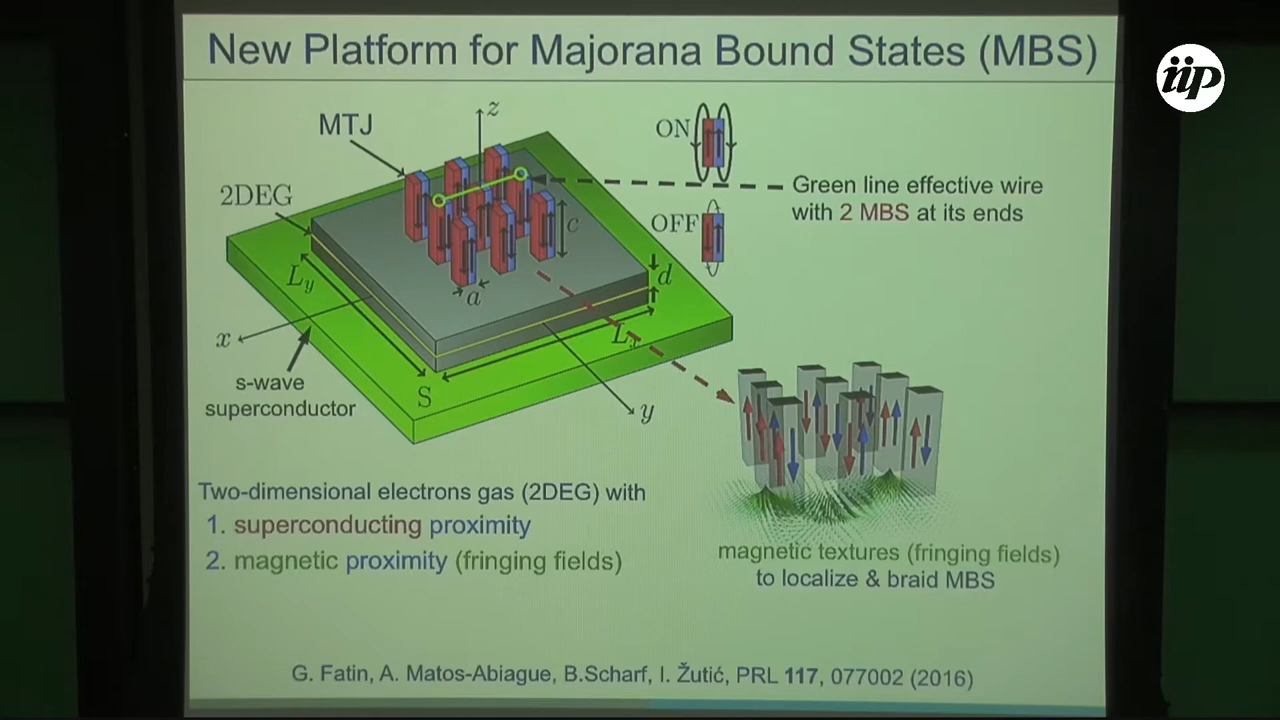 New Platform for Majorana Bound States (MBS)
iip
MTJ
z
ON
2DEG
Green line effective wire
with 2 MBS at its ends
OFF
c
L_y
a
d
x
L_x
s-wave
superconductor
S
y
Two-dimensional electrons gas (2DEG) with
1. superconducting proximity
2. magnetic proximity (fringing fields)
magnetic textures (fringing fields)
to localize & braid MBS
G. Fatin, A. Matos-Abiague, B.Scharf, I. Žutić, PRL 117, 077002 (2016)